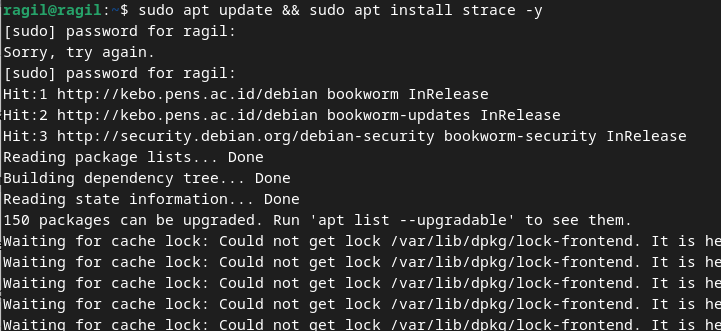 ragil@ragil:~$ sudo apt update && sudo apt install strace -y
[sudo] password for ragil:
Sorry, try again.
[sudo] password for ragil:
Hit:1 http://kebo.pens.ac.id/debian bookworm InRelease
Hit:2 http://kebo.pens.ac.id/debian bookworm-updates InRelease
Hit:3 http://security.debian.org/debian-security bookworm-security InRelease
Reading package lists... Done
Building dependency tree... Done
Reading state information... Done
150 packages can be upgraded. Run 'apt list --upgradable' to see them.
Waiting for cache lock: Could not get lock /var/lib/dpkg/lock-frontend. It is he
Waiting for cache lock: Could not get lock /var/lib/dpkg/lock-frontend. It is he
Waiting for cache lock: Could not get lock /var/lib/dpkg/lock-frontend. It is he
Waiting for cache lock: Could not get lock /var/lib/dpkg/lock-frontend. It is he
Waiting for cache lock: Could not get lock /var/lib/dpkg/lock-frontend. It is he